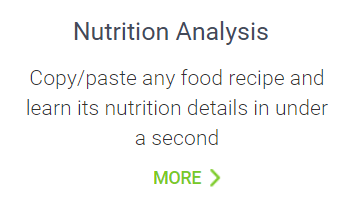 Nutrition Analysis
Copy/paste any food recipe and
learn its nutrition details in under
a second
MORE